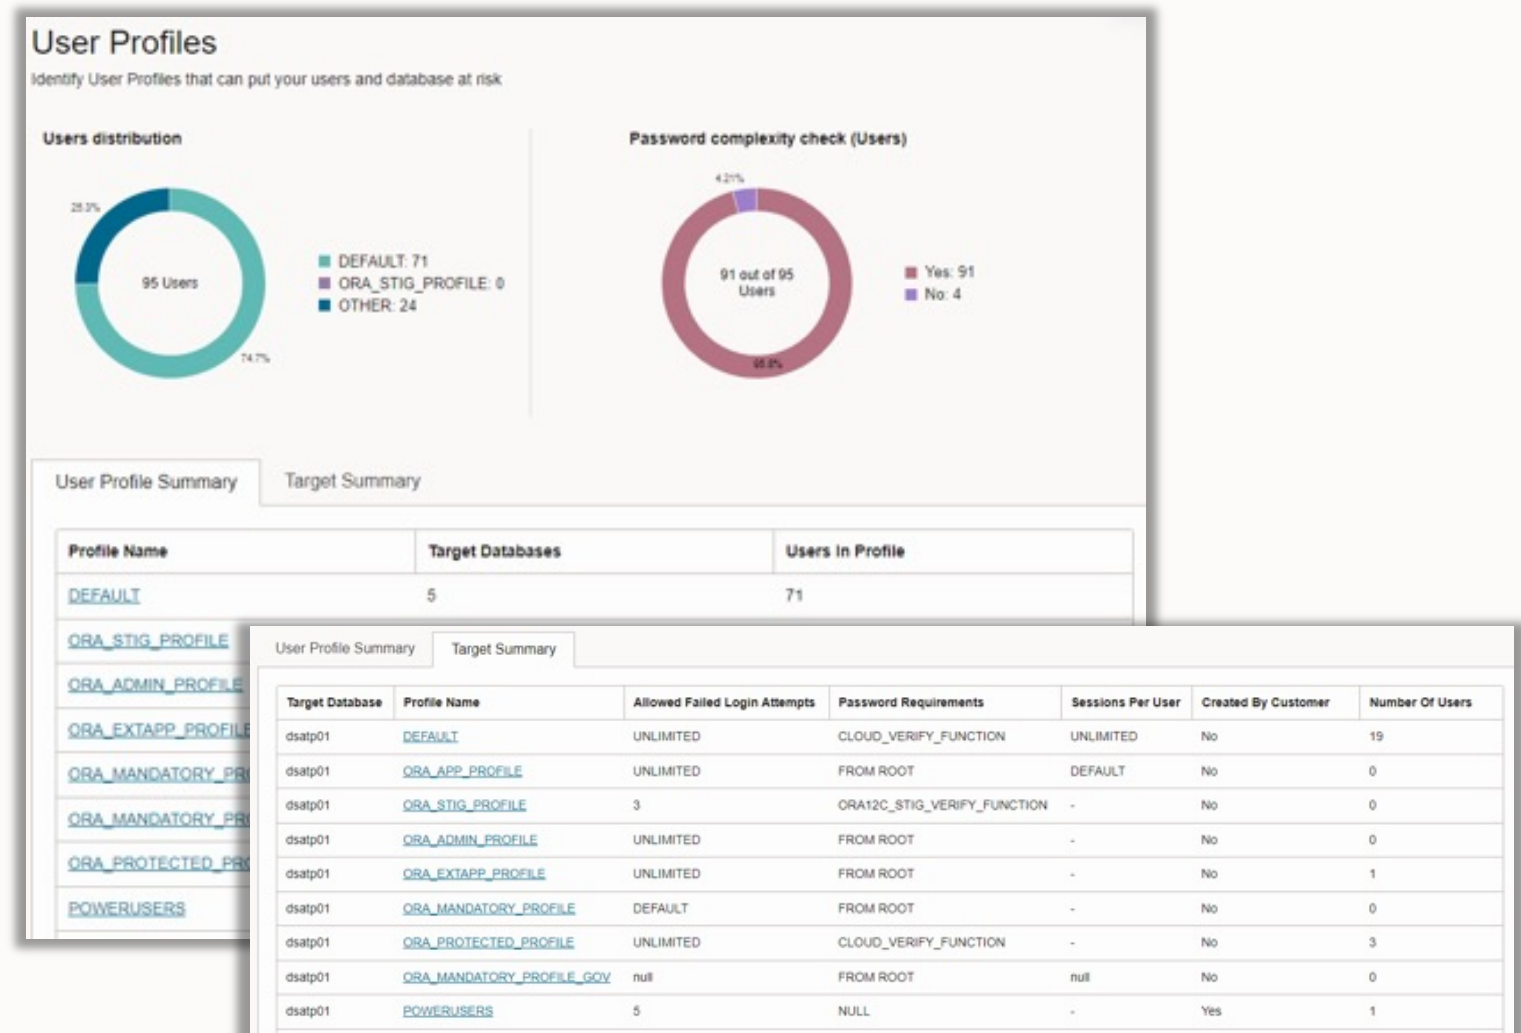 User Profiles
Identify User Profiles that can put your users and database at risk
Users distribution
Password complexity check (Users)
25.3%
95 Users
74.7%
DEFAULT: 71
ORA_STIG_PROFILE: 0
OTHER: 24
4.21%
91 out of 95
Users
95.8%
Yes: 91
No: 4
User Profile Summary Target Summary
Profile Name Target Databases Users In Profile
DEFAULT 5 71
ORA_STIG_PROFILE
ORA_ADMIN_PROFILE
ORA_EXTAPP_PROFILE
ORA_MANDATORY_PRO
ORA_MANDATORY_PRO
ORA_PROTECTED_PRO
POWERUSERS
User Profile Summary Target Summary
Target Database Profile Name Allowed Failed Login Attempts Password Requirements Sessions Per User Created By Customer Number Of Users
dsatp01 DEFAULT UNLIMITED CLOUD_VERIFY_FUNCTION UNLIMITED No 19
dsatp01 ORA_APP_PROFILE UNLIMITED FROM ROOT DEFAULT No 0
dsatp01 ORA_STIG_PROFILE 3 ORA12C_STIG_VERIFY_FUNCTION - No 0
dsatp01 ORA_ADMIN_PROFILE UNLIMITED FROM ROOT - No 0
dsatp01 ORA_EXTAPP_PROFILE UNLIMITED FROM ROOT - No 1
dsatp01 ORA_MANDATORY_PROFILE DEFAULT FROM ROOT - No 0
dsatp01 ORA_PROTECTED_PROFILE UNLIMITED CLOUD_VERIFY_FUNCTION - No 3
dsatp01 ORA_MANDATORY_PROFILE_GOV null FROM ROOT null No 0
dsatp01 POWERUSERS 5 NULL - Yes 1